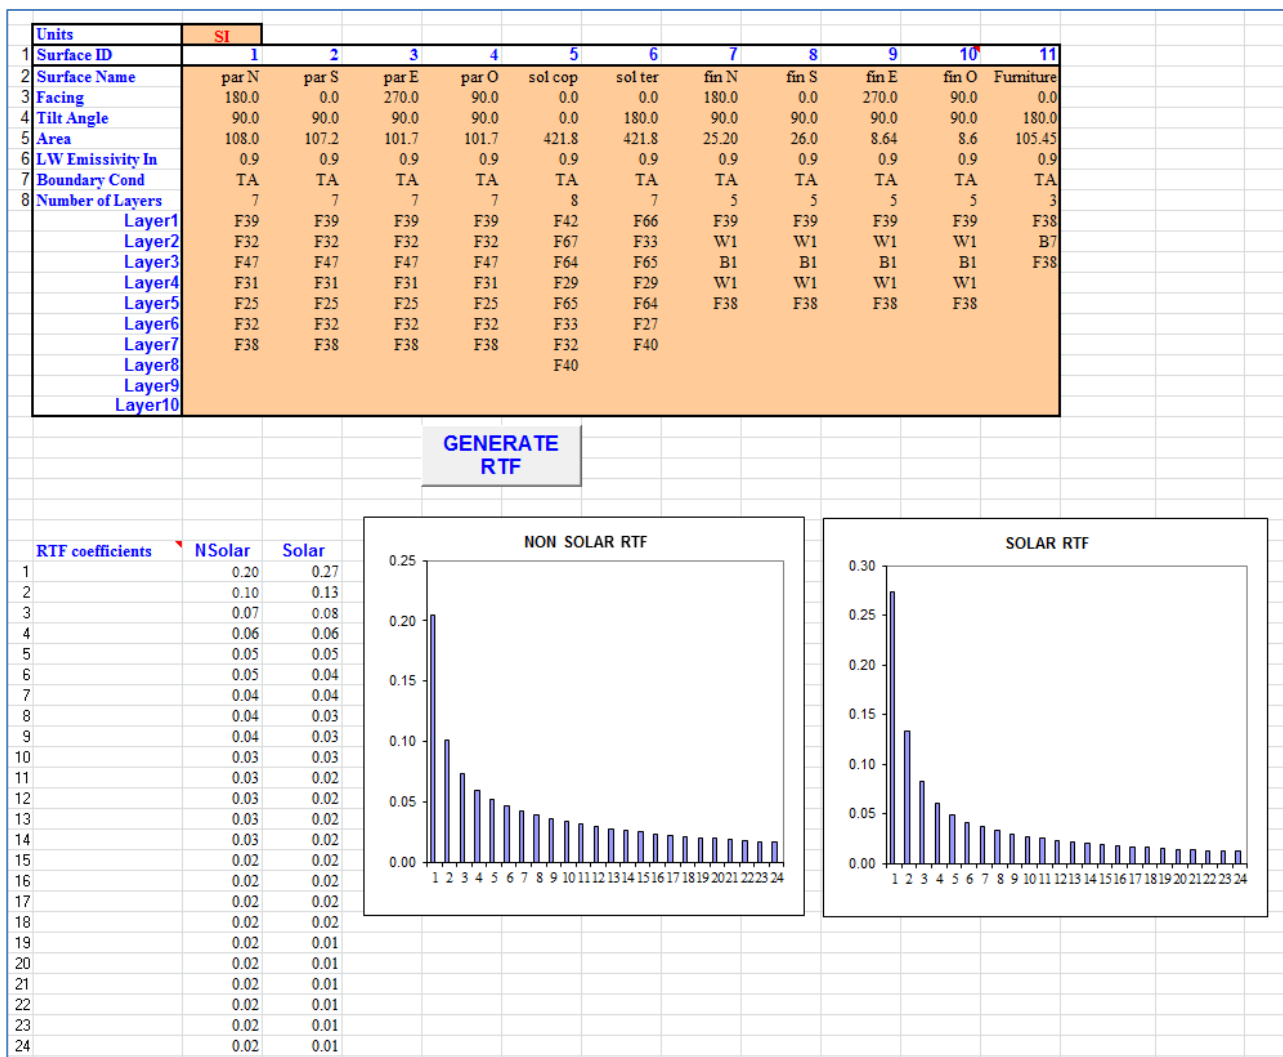 Units SI
1 Surface ID 1 2 3 4 5 6 7 8 9 10 11
2 Surface Name par N par S par E par O sol cop sol ter fin N fin S fin E fin O Furniture
3 Facing 180.0 0.0 270.0 90.0 0.0 0.0 180.0 0.0 270.0 90.0 0.0
4 Tilt Angle 90.0 90.0 90.0 90.0 0.0 180.0 90.0 90.0 90.0 90.0 180.0
5 Area 108.0 107.2 101.7 101.7 421.8 421.8 25.20 26.0 8.64 8.6 105.45
6 LW Emissivity In 0.9 0.9 0.9 0.9 0.9 0.9 0.9 0.9 0.9 0.9 0.9
7 Boundary Cond TA TA TA TA TA TA TA TA TA TA TA
8 Number of Layers 7 7 7 7 8 7 5 5 5 5 3
Layer1 F39 F39 F39 F39 F42 F66 F39 F39 F39 F39 F38
Layer2 F32 F32 F32 F32 F67 F33 W1 W1 W1 W1 B7
Layer3 F47 F47 F47 F47 F64 F65 B1 B1 B1 B1 F38
Layer4 F31 F31 F31 F31 F29 F29 W1 W1 W1 W1
Layer5 F25 F25 F25 F25 F65 F64 F38 F38 F38 F38
Layer6 F32 F32 F32 F32 F33 F27
Layer7 F38 F38 F38 F38 F32 F40
Layer8 F40
Layer9
Layer10
GENERATE
RTF
RTF coefficients NSolar Solar
1 0.20 0.27
2 0.10 0.13
3 0.07 0.08
4 0.06 0.06
5 0.05 0.05
6 0.05 0.04
7 0.04 0.04
8 0.04 0.03
9 0.04 0.03
10 0.03 0.03
11 0.03 0.02
12 0.03 0.02
13 0.03 0.02
14 0.03 0.02
15 0.02 0.02
16 0.02 0.02
17 0.02 0.02
18 0.02 0.02
19 0.02 0.01
20 0.02 0.01
21 0.02 0.01
22 0.02 0.01
23 0.02 0.01
24 0.02 0.01
NON SOLAR RTF
0.25
0.20
0.15
0.10
0.05
0.00
1 2 3 4 5 6 7 8 9 10 11 12 13 14 15 16 17 18 19 20 21 22 23 24
SOLAR RTF
0.30
0.25
0.20
0.15
0.10
0.05
0.00
1 2 3 4 5 6 7 8 9 10 11 12 13 14 15 16 17 18 19 20 21 22 23 24